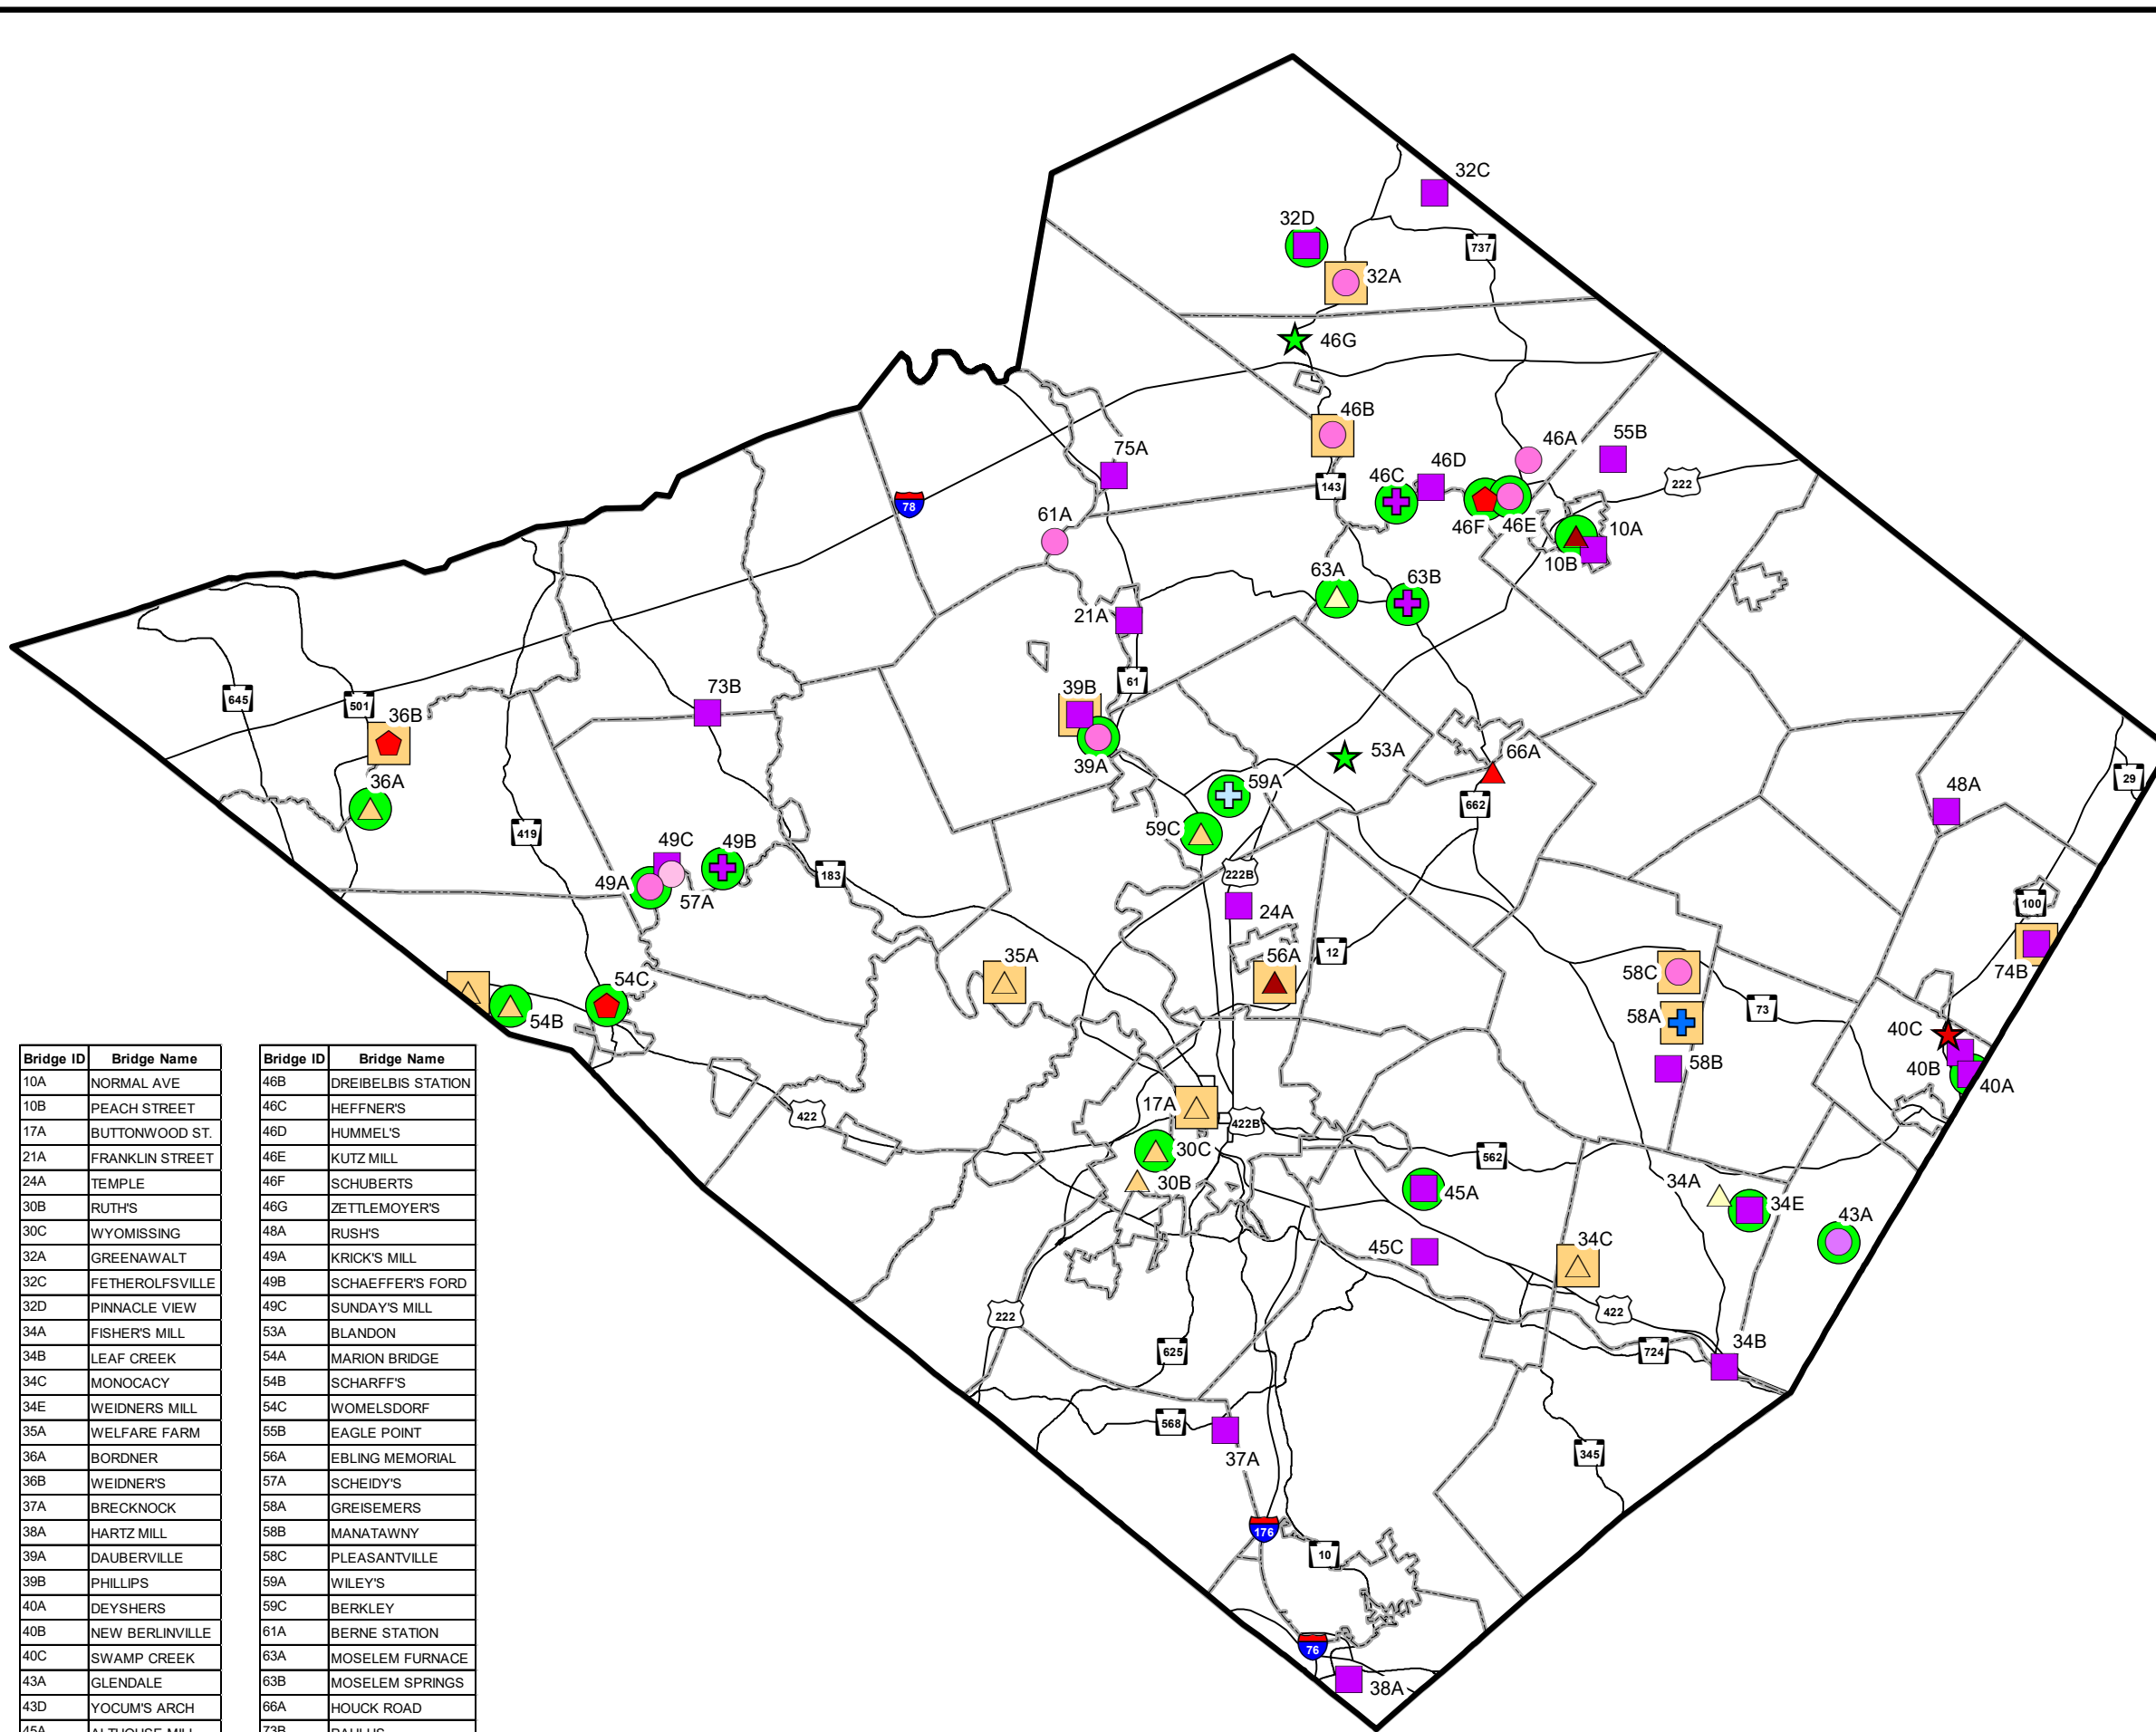 32C
32D
737
32A
46G
46B
55B
46A
75A
46D
46C
222
143
78
61A
46F
46E
10A
10B
63A
63B
21A
61
645
501
73B
39B
36B
53A
66A
39A
29
36A
59A
48A
662
59C
419
49C
49B
183
222B
49A
57A
100
24A
12
35A
56A
58C
74B
54C
73
54B
58A
40C
58B
40B
40A
17A
422
422B
30C
562
30B
45A
34A
34E
43A
45C
34C
222
422
625
724
34B
568
37A
345
176
10
76
38A
Bridge ID Bridge Name
10A NORMAL AVE
10B PEACH STREET
17A BUTTONWOOD ST.
21A FRANKLIN STREET
24A TEMPLE
30B RUTH'S
30C WYOMISSING
32A GREENAWALT
32C FETHEROLFSVILLE
32D PINNACLE VIEW
34A FISHER'S MILL
34B LEAF CREEK
34C MONOCACY
34E WEIDNERS MILL
35A WELFARE FARM
36A BORDNER
36B WEIDNER'S
37A BRECKNOCK
38A HARTZ MILL
39A DAUBERVILLE
39B PHILLIPS
40A DEYSHERS
40B NEW BERLINVILLE
40C SWAMP CREEK
43A GLENDALE
43D YOCUM'S ARCH
45A ALTHOUSE MILL
Bridge ID Bridge Name
46B DREIBELBIS STATION
46C HEFFNER'S
46D HUMMEL'S
46E KUTZ MILL
46F SCHUBERTS
46G ZETTLEMOYER'S
48A RUSH'S
49A KRICK'S MILL
49B SCHAEFFER'S FORD
49C SUNDAY'S MILL
53A BLANDON
54A MARION BRIDGE
54B SCHARFF'S
54C WOMELSDORF
55B EAGLE POINT
56A EBLING MEMORIAL
57A SCHEIDY'S
58A GREISEMERS
58B MANATAWNY
58C PLEASANTVILLE
59A WILEY'S
59C BERKLEY
61A BERNE STATION
63A MOSELEM FURNACE
63B MOSELEM SPRINGS
66A HOUCK ROAD
73B PAULUS